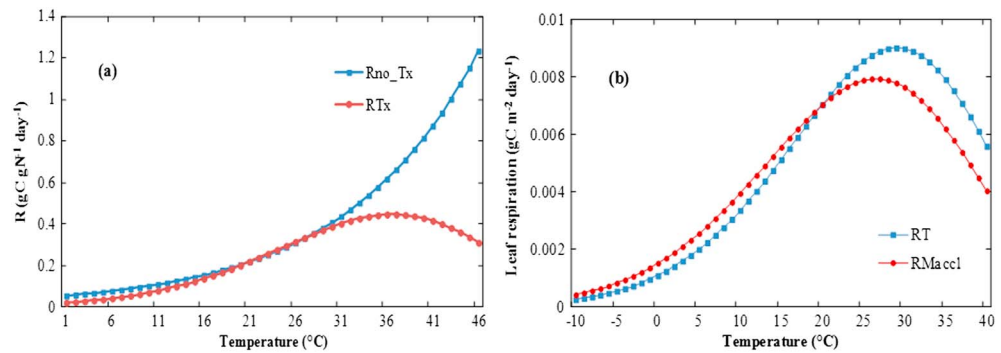 (a)
Rno_Tx
RTx
R (gC gN⁻¹ day⁻¹)
1.4
1.2
1
0.8
0.6
0.4
0.2
0
1 6 11 16 21 26 31 36 41 46
Temperature (°C)
(b)
RT
RMaccl
Leaf respiration (gC m⁻² day⁻¹)
0.01
0.008
0.006
0.004
0.002
0
-10 -5 0 5 10 15 20 25 30 35 40
Temperature (°C)